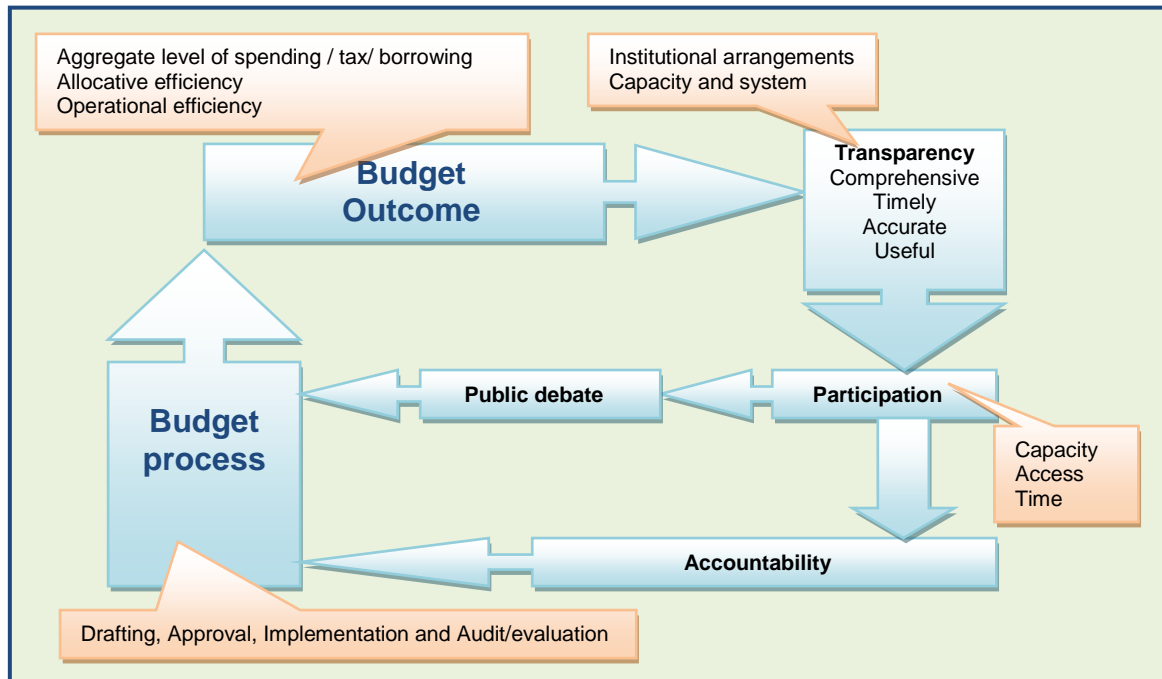 Aggregate level of spending / tax/ borrowing
Allocative efficiency
Operational efficiency
Institutional arrangements
Capacity and system
Budget
Outcome
Transparency
Comprehensive
Timely
Accurate
Useful
Budget
process
Public debate
Participation
Capacity
Access
Time
Accountability
Drafting, Approval, Implementation and Audit/evaluation